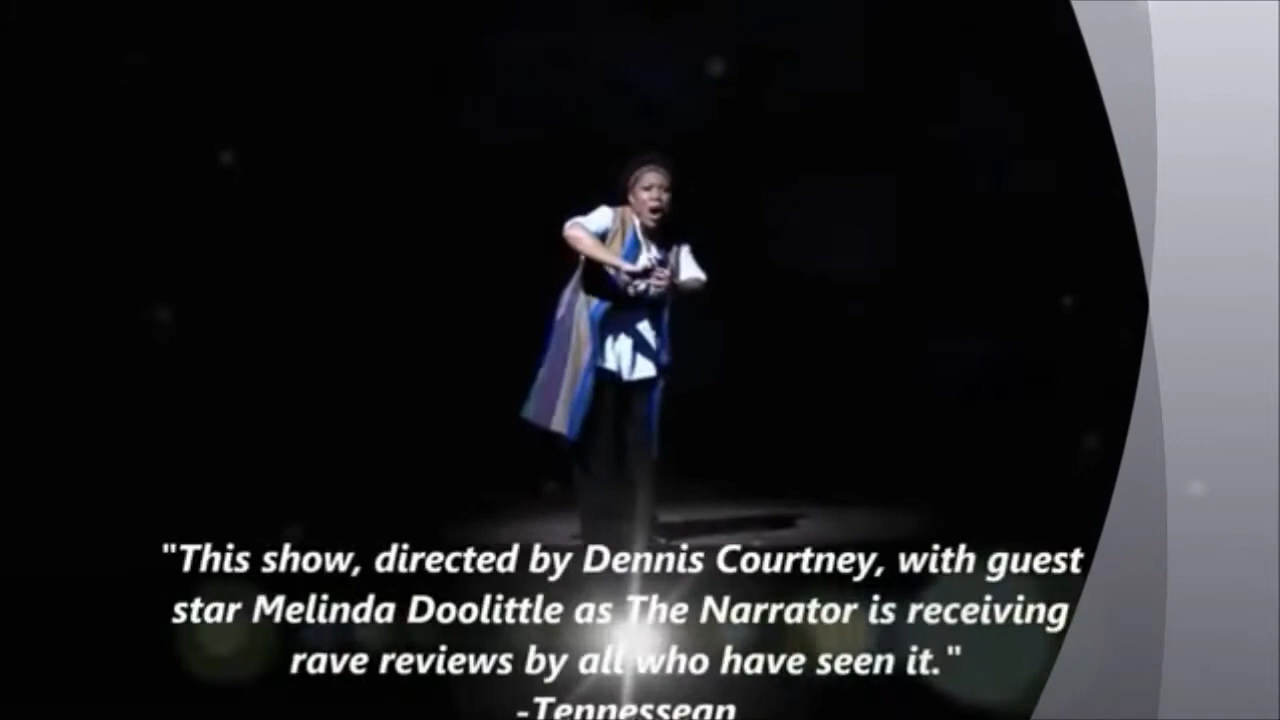 "This show, directed by Dennis Courtney, with guest
star Melinda Doolittle as The Narrator is receiving
rave reviews by all who have seen it."
-Tennessean